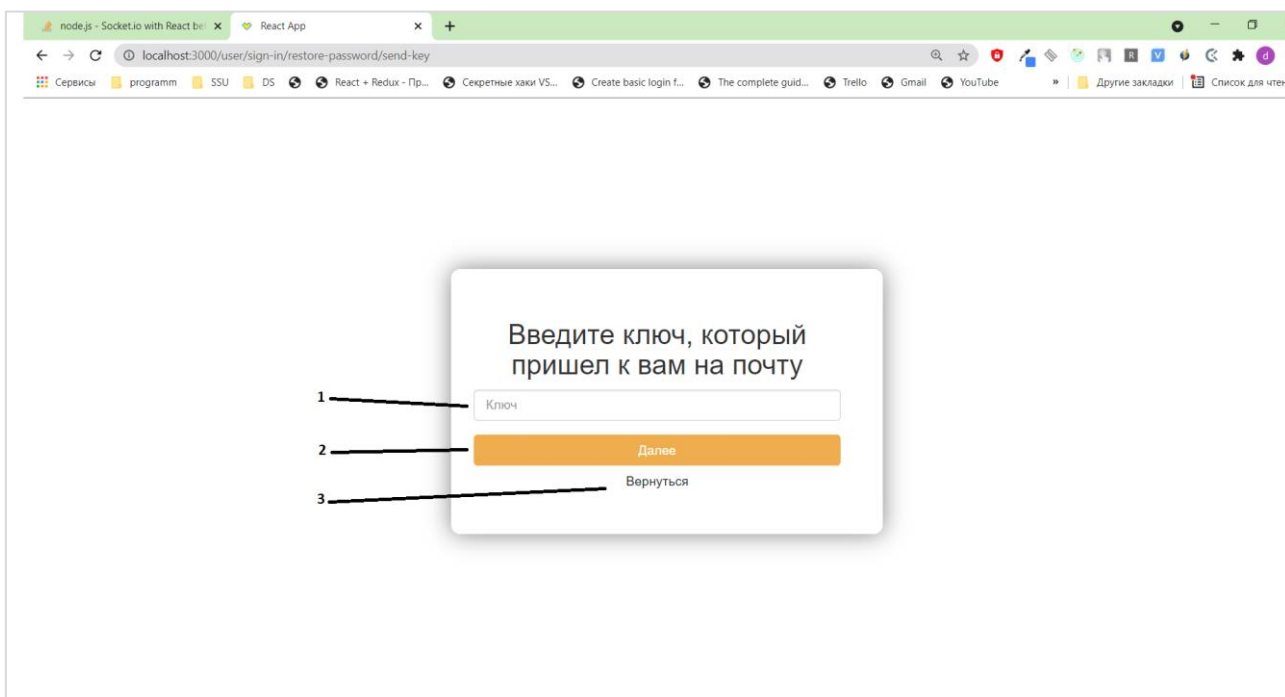 node.js - Socket.io with React bei
React App
localhost:3000/user/sign-in/restore-password/send-key
Сервисы programm SSU DS React + Redux - Пр... Секретные хаки VS... Create basic login f... The complete guid... Trello Gmail YouTube » Другие закладки Список для чтен
Введите ключ, который
пришел к вам на почту
1
Ключ
2
Далее
3
Вернуться